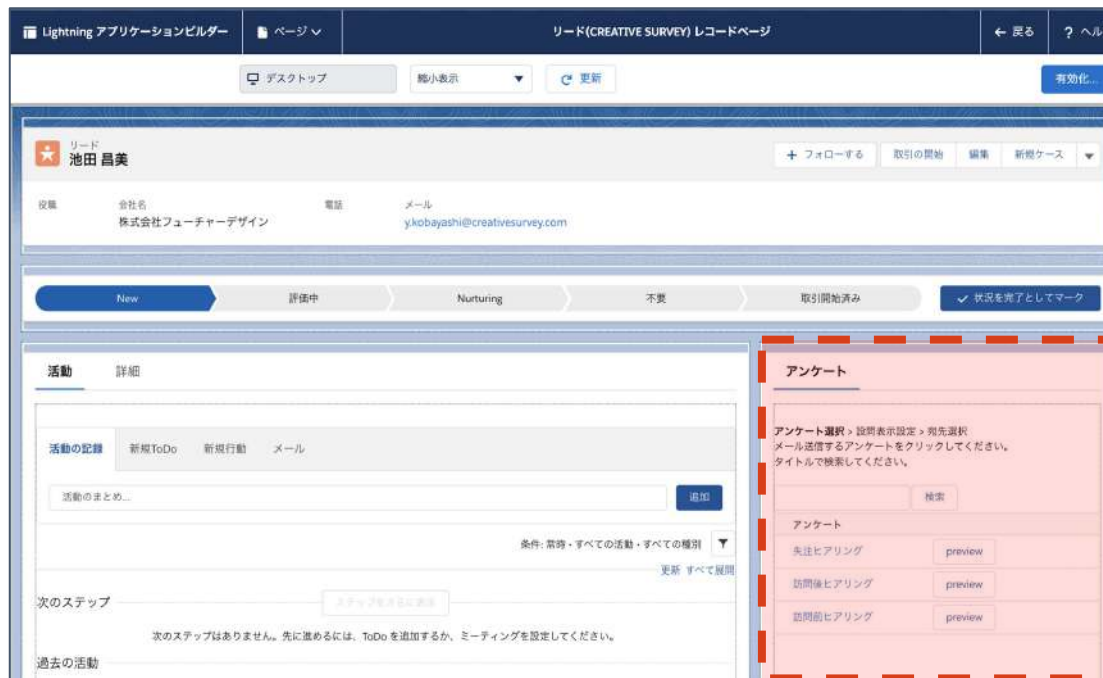 Lightning アプリケーションビルダー
ページ
リード(CREATIVE SURVEY) レコードページ
← 戻る
? ヘル
デスクトップ
縮小表示
更新
有効化...
リード
池田 昌美
+ フォローする
取引の開始
編集
新規ケース
役職
会社名
電話
メール
株式会社フューチャーデザイン
y.kobayashi@creativesurvey.com
New
評価中
Nurturing
不要
取引開始済み
✓ 状況を完了としてマーク
活動
詳細
活動の記録
新規ToDo
新規行動
メール
活動のまとめ...
追加
条件: 常時・すべての活動・すべての種別
更新 すべて展開
次のステップ
次のステップはありません。先に進めるには、ToDo を追加するか、ミーティングを設定してください。
過去の活動
アンケート
アンケート選択 > 設問表示設定 > 宛先選択
メール送信するアンケートをクリックしてください。
タイトルで検索してください。
検索
アンケート
失注ヒアリング
preview
訪問後ヒアリング
preview
訪問前ヒアリング
preview